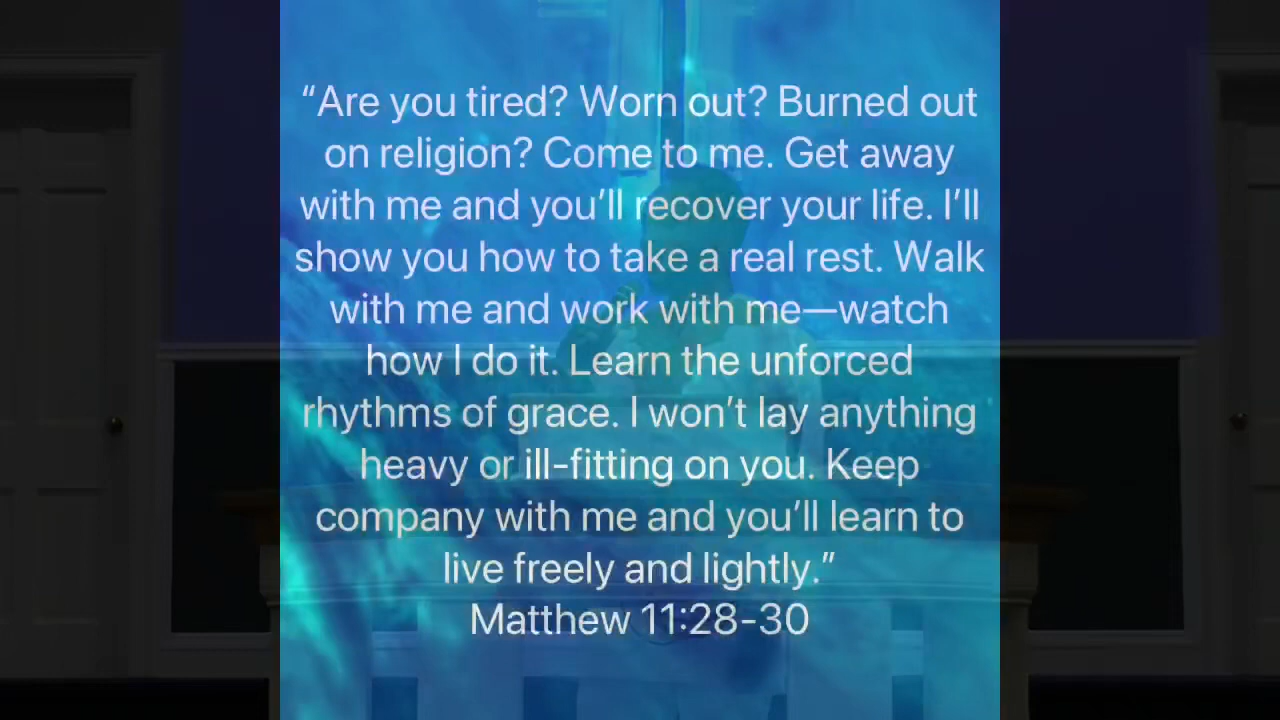 “Are you tired? Worn out? Burned out
on religion? Come to me. Get away
with me and you’ll recover your life. I’ll
show you how to take a real rest. Walk
with me and work with me—watch
how I do it. Learn the unforced
rhythms of grace. I won’t lay anything
heavy or ill-fitting on you. Keep
company with me and you’ll learn to
live freely and lightly.”
Matthew 11:28-30